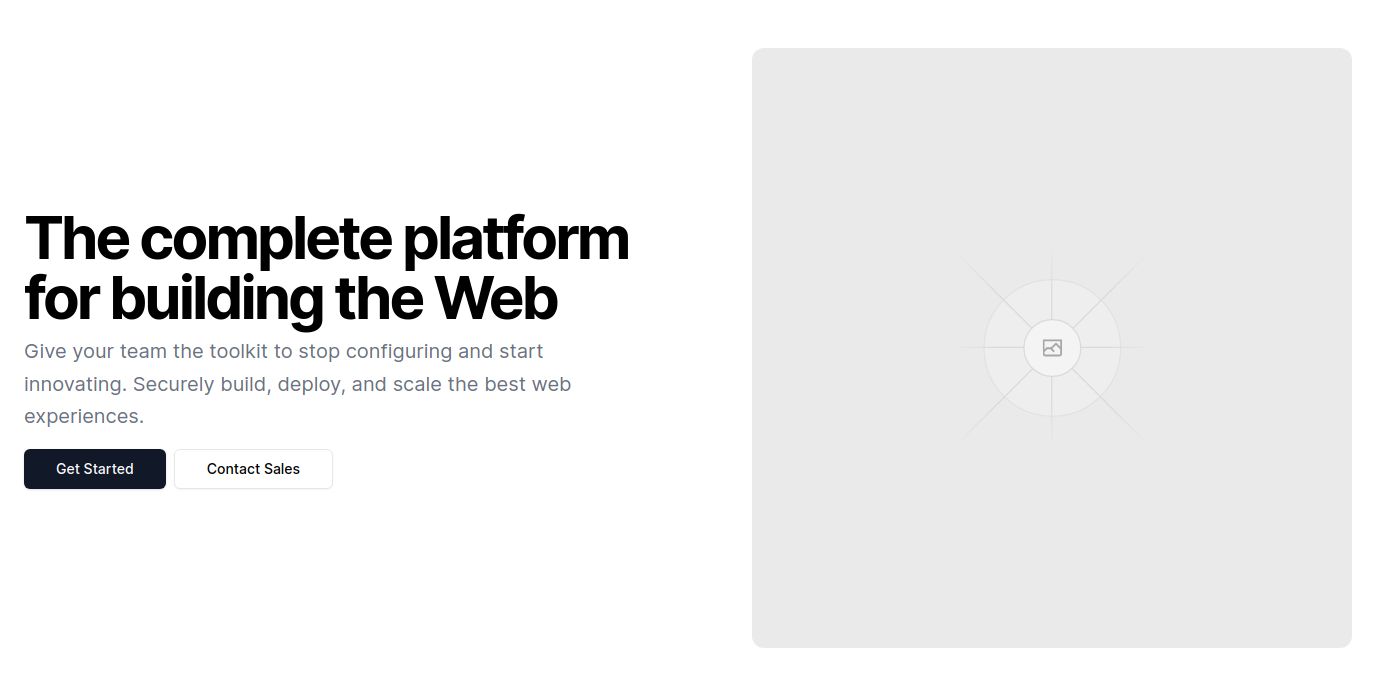 The complete platform
for building the Web
Give your team the toolkit to stop configuring and start
innovating. Securely build, deploy, and scale the best web
experiences.
Get Started
Contact Sales